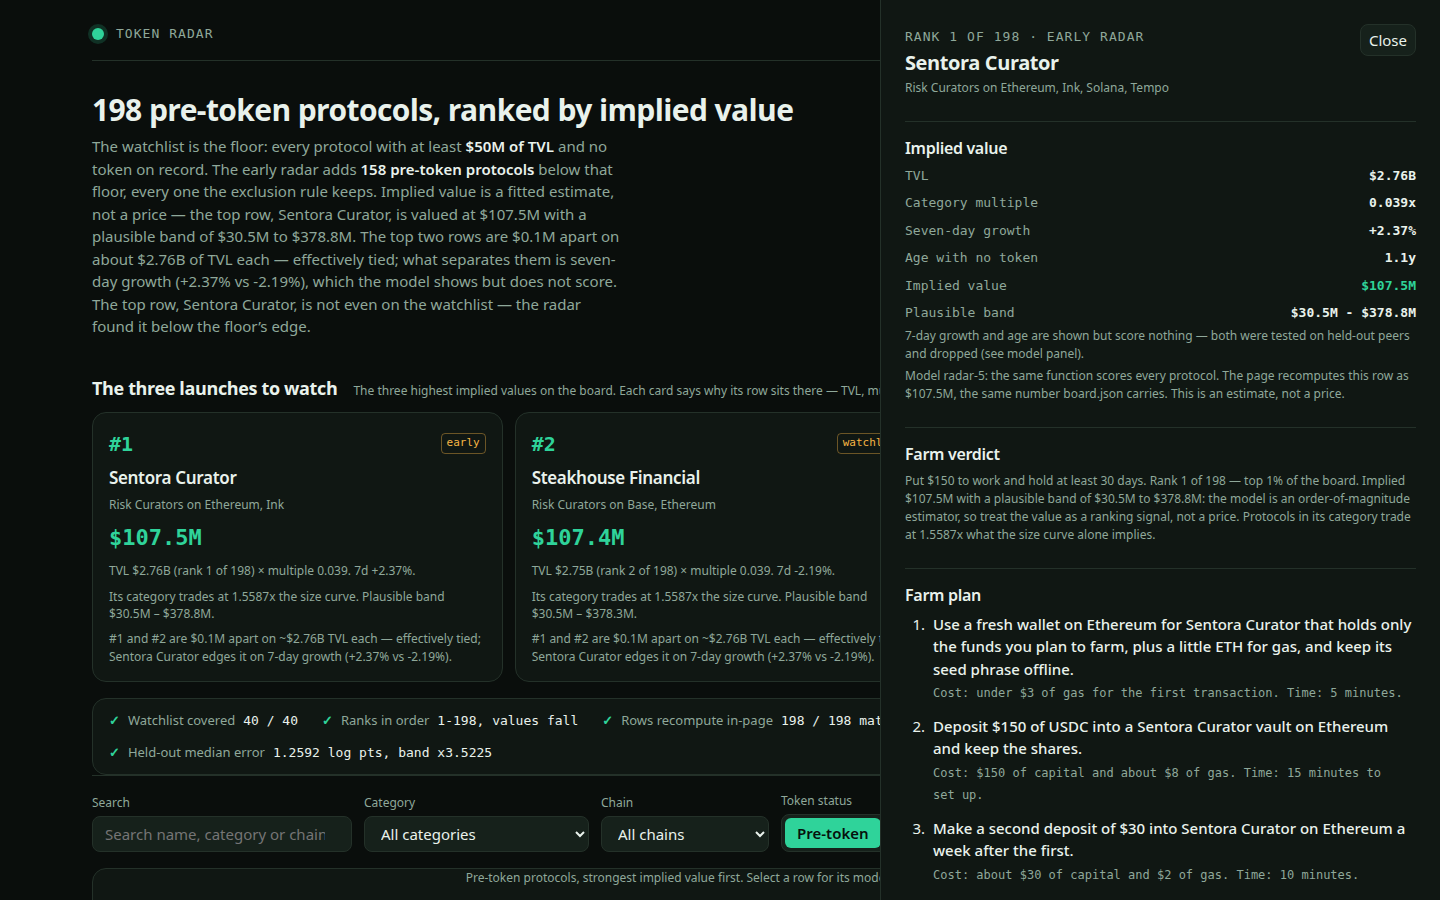 TOKEN RADAR
198 pre-token protocols, ranked by implied value
The watchlist is the floor: every protocol with at least $50M of TVL and no
token on record. The early radar adds 158 pre-token protocols below that
floor, every one the exclusion rule keeps. Implied value is a fitted estimate,
not a price — the top row, Sentora Curator, is valued at $107.5M with a
plausible band of $30.5M to $378.8M. The top two rows are $0.1M apart on
about $2.76B of TVL each — effectively tied; what separates them is seven-
day growth (+2.37% vs -2.19%), which the model shows but does not score.
The top row, Sentora Curator, is not even on the watchlist — the radar
found it below the floor's edge.
The three launches to watch
The three highest implied values on the board. Each card says why its row sits there — TVL,
#1
early
Sentora Curator
Risk Curators on Ethereum, Ink
$107.5M
TVL $2.76B (rank 1 of 198) × multiple 0.039. 7d +2.37%.
Its category trades at 1.5587x the size curve. Plausible band
$30.5M – $378.8M.
#1 and #2 are $0.1M apart on ~$2.76B TVL each — effectively tied;
Sentora Curator edges it on 7-day growth (+2.37% vs -2.19%).
#2
watchl
Steakhouse Financial
Risk Curators on Base, Ethereum
$107.4M
TVL $2.75B (rank 2 of 198) × multiple 0.039. 7d -2.19%.
Its category trades at 1.5587x the size curve. Plausible band
$30.5M – $378.3M.
#1 and #2 are $0.1M apart on ~$2.76B TVL each — effectively
Sentora Curator edges it on 7-day growth (+2.37% vs -2.19%).
✓ Watchlist covered 40 / 40 ✓ Ranks in order 1-198, values fall ✓ Rows recompute in-page 198 / 198 mat
✓ Held-out median error 1.2592 log pts, band x3.5225
Search
Category
Chain
Token status
Search name, category or chain
All categories
All chains
Pre-token
Pre-token protocols, strongest implied value first. Select a row for its mode
RANK 1 OF 198 · EARLY RADAR
Close
Sentora Curator
Risk Curators on Ethereum, Ink, Solana, Tempo
Implied value
TVL $2.76B
Category multiple 0.039x
Seven-day growth +2.37%
Age with no token 1.1y
Implied value $107.5M
Plausible band $30.5M - $378.8M
7-day growth and age are shown but score nothing — both were tested on held-out peers
and dropped (see model panel).
Model radar-5: the same function scores every protocol. The page recomputes this row as
$107.5M, the same number board.json carries. This is an estimate, not a price.
Farm verdict
Put $150 to work and hold at least 30 days. Rank 1 of 198 — top 1% of the board. Implied
$107.5M with a plausible band of $30.5M to $378.8M: the model is an order-of-magnitude
estimator, so treat the value as a ranking signal, not a price. Protocols in its category trade
at 1.5587x what the size curve alone implies.
Farm plan
1. Use a fresh wallet on Ethereum for Sentora Curator that holds only
the funds you plan to farm, plus a little ETH for gas, and keep its
seed phrase offline.
Cost: under $3 of gas for the first transaction. Time: 5 minutes.
2. Deposit $150 of USDC into a Sentora Curator vault on Ethereum
and keep the shares.
Cost: $150 of capital and about $8 of gas. Time: 15 minutes to
set up.
3. Make a second deposit of $30 into Sentora Curator on Ethereum a
week after the first.
Cost: about $30 of capital and $2 of gas. Time: 10 minutes.